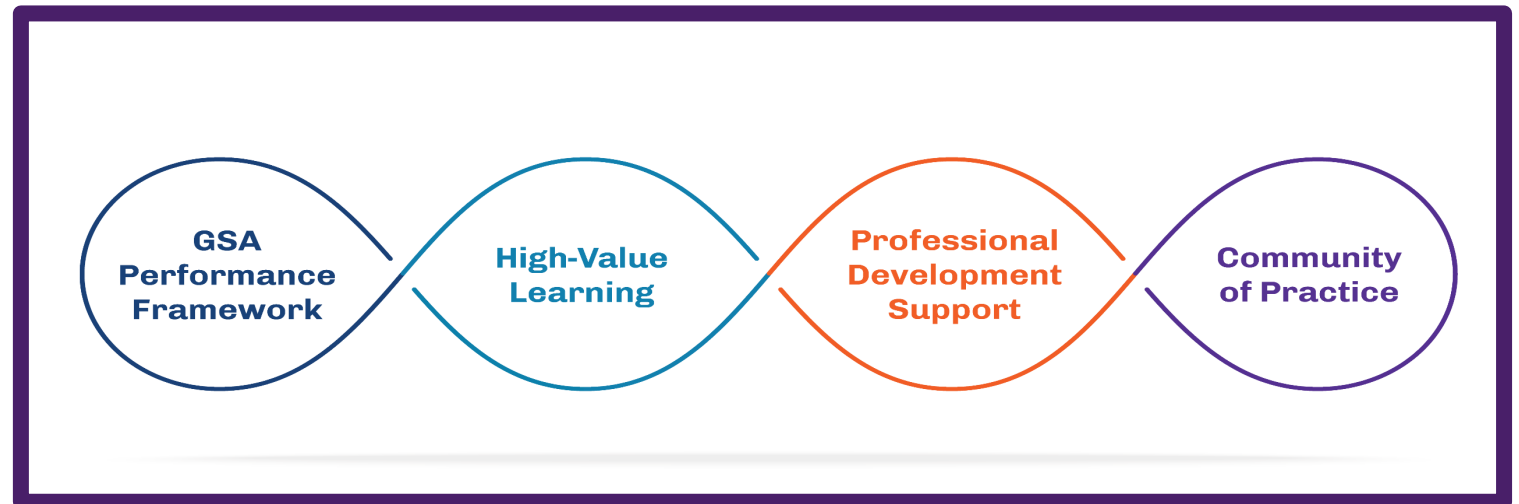 GSA
Performance
Framework
High-Value
Learning
Professional
Development
Support
Community
of Practice